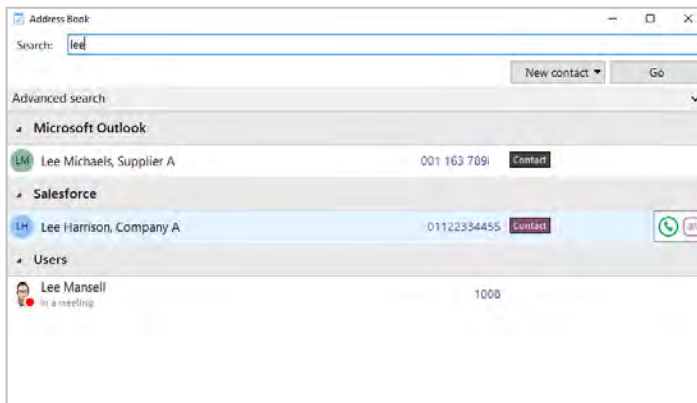 Address Book
Search: lee
New contact Go
Advanced search
Microsoft Outlook
LM Lee Michaels, Supplier A 001 163 789 Contact
Salesforce
LH Lee Harrison, Company A 01122334455 Contact
Users
Lee Mansell 1008
In a meeting